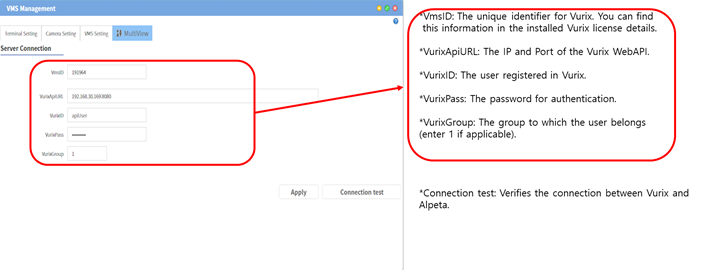 VMS Management
Terminal Setting Camera Setting VMS Setting MultiView
Server Connection
VmsID 191964
VurixApiURL 192.168.30.169:8080
VurixID apiUser
VurixPass
VurixGroup 1
Apply Connection test
*VmsID: The unique identifier for Vurix. You can find
this information in the installed Vurix license details.
*VurixApiURL: The IP and Port of the Vurix WebAPI.
*VurixID: The user registered in Vurix.
*VurixPass: The password for authentication.
*VurixGroup: The group to which the user belongs
(enter 1 if applicable).
*Connection test: Verifies the connection between Vurix and
Alpeta.